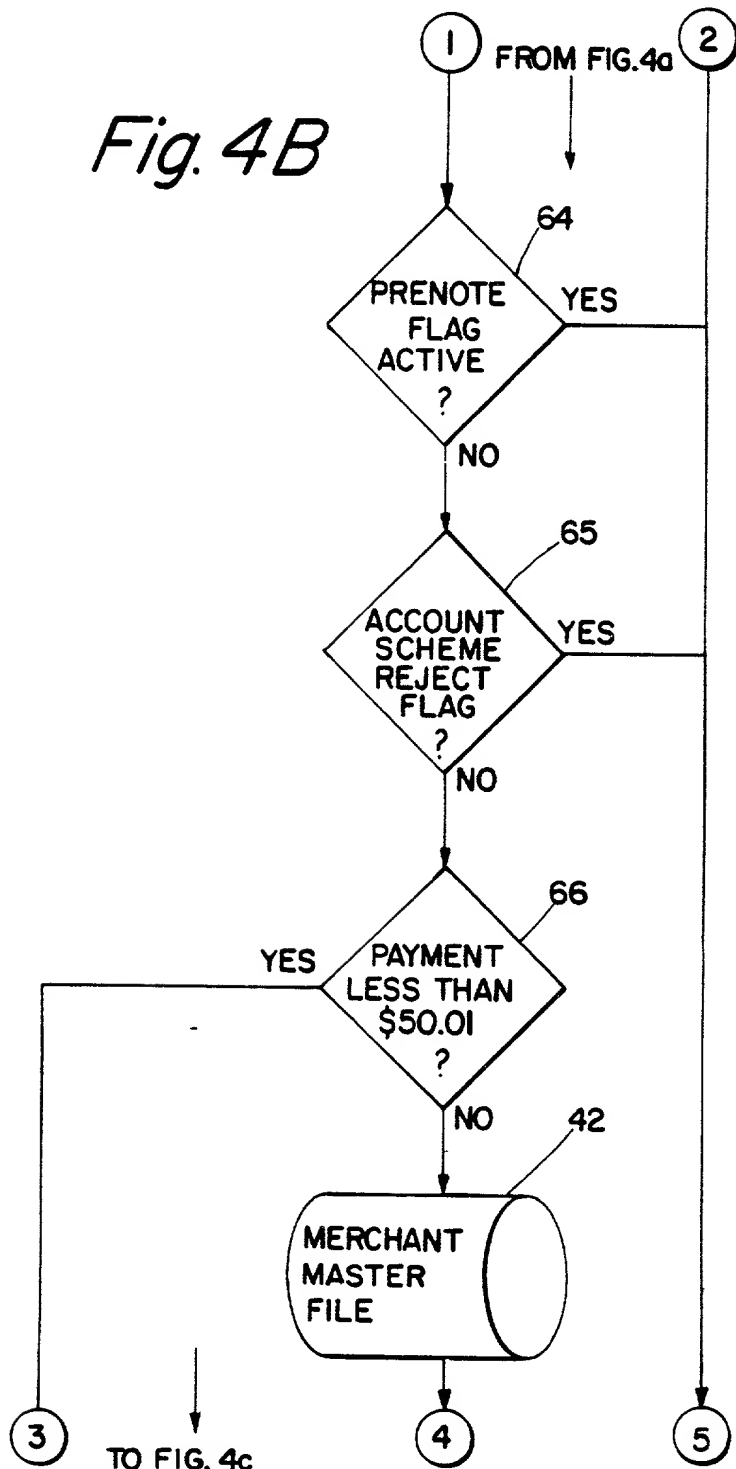 1
FROM FIG.4a
2
Fig. 4B
64
PRENOTE
FLAG
ACTIVE
?
YES
NO
65
ACCOUNT
SCHEME
REJECT
FLAG
?
YES
NO
66
YES
PAYMENT
LESS THAN
$50.01
?
NO
42
MERCHANT
MASTER
FILE
3
TO FIG. 4c
4
5